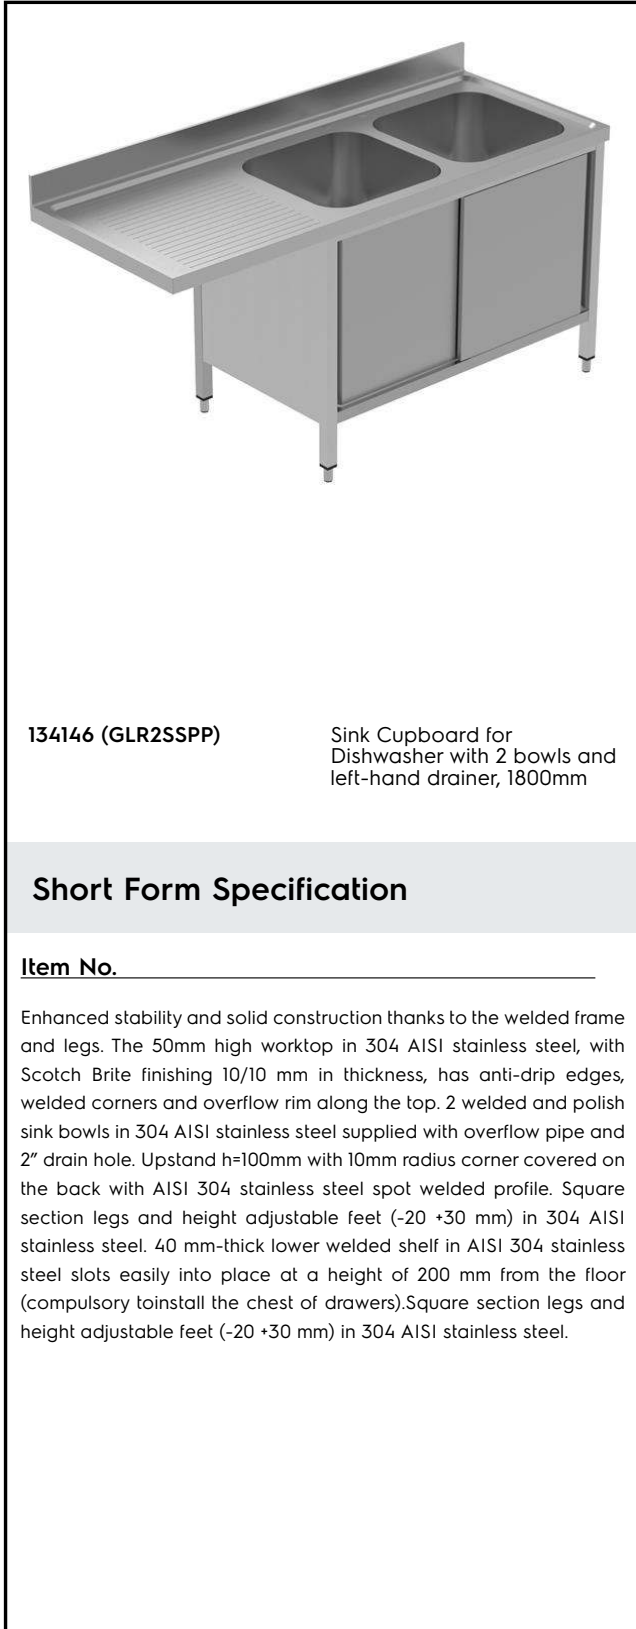 134146 (GLR2SSPP)
Sink Cupboard for
Dishwasher with 2 bowls and
left-hand drainer, 1800mm
Short Form Specification
Item No.
Enhanced stability and solid construction thanks to the welded frame
and legs. The 50mm high worktop in 304 AISI stainless steel, with
Scotch Brite finishing 10/10 mm in thickness, has anti-drip edges,
welded corners and overflow rim along the top. 2 welded and polish
sink bowls in 304 AISI stainless steel supplied with overflow pipe and
2″ drain hole. Upstand h=100mm with 10mm radius corner covered on
the back with AISI 304 stainless steel spot welded profile. Square
section legs and height adjustable feet (-20 +30 mm) in 304 AISI
stainless steel. 40 mm-thick lower welded shelf in AISI 304 stainless
steel slots easily into place at a height of 200 mm from the floor
(compulsory toinstall the chest of drawers).Square section legs and
height adjustable feet (-20 +30 mm) in 304 AISI stainless steel.